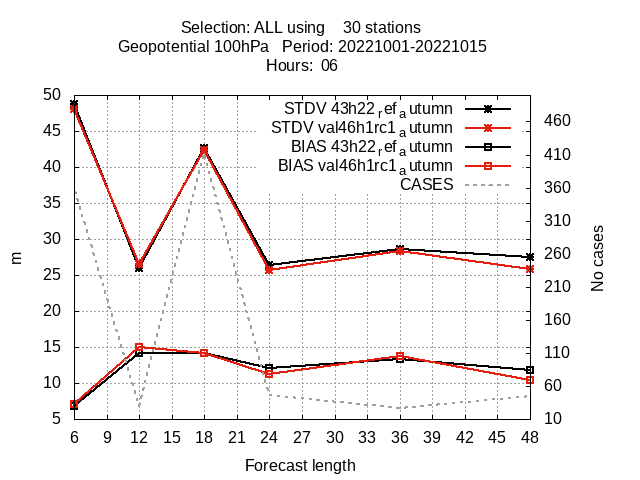 Selection: ALL using    30 stations
Geopotential 100hPa   Period: 20221001-20221015
Hours:  06
STDV 43h22_ref_autumn
STDV val46h1rc1_autumn
BIAS 43h22_ref_autumn
BIAS val46h1rc1_autumn
CASES
50
45
40
35
30
25
20
15
10
5
m
460
410
360
310
260
210
160
110
60
10
No cases
6 9 12 15 18 21 24 27 30 33 36 39 42 45 48
Forecast length